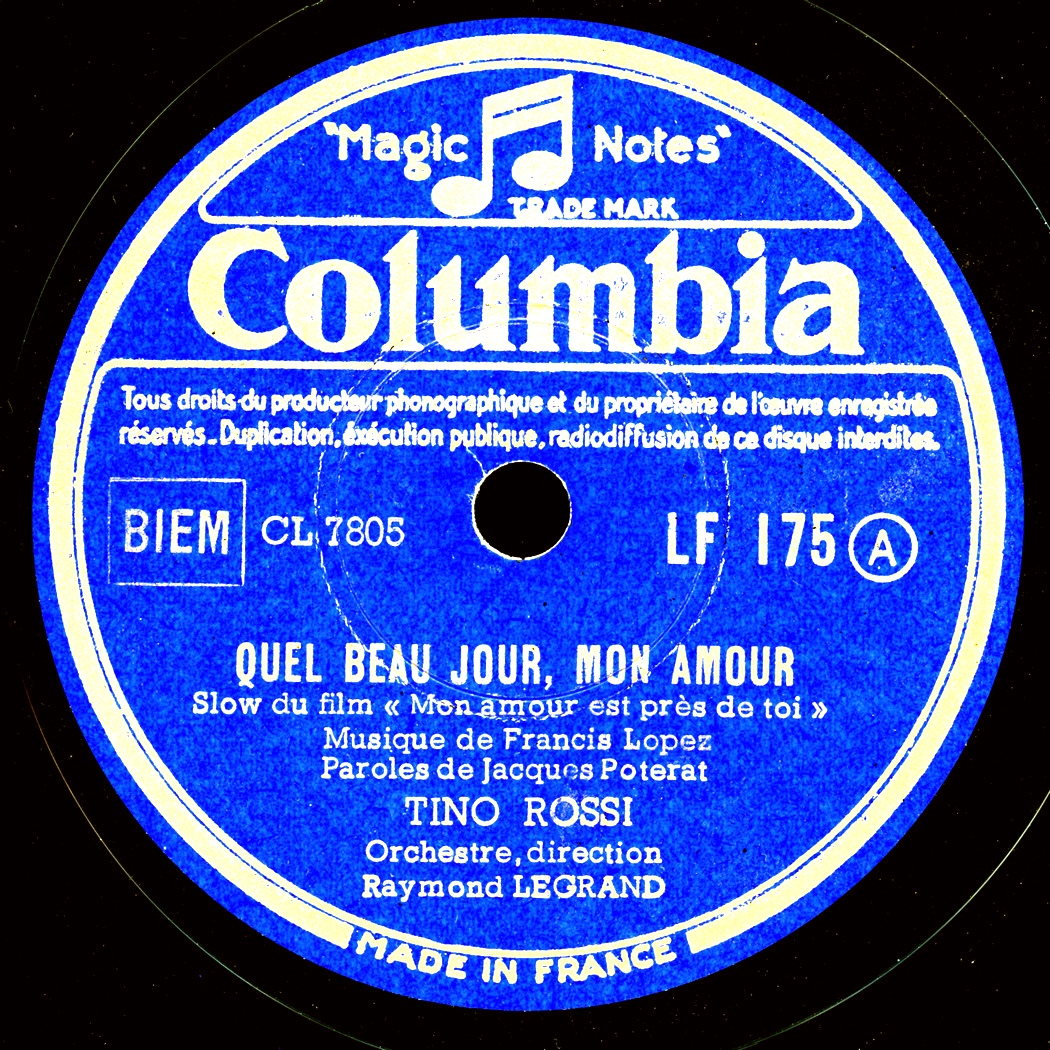 "Magic Notes"
TRADE MARK
Columbia
Tous droits du producteur phonographique et du propriétaire de l'œuvre enregistrée
réservés. Duplication, éxécution publique, radiodiffusion de ce disque interdites.
BIEM CL 7805 LF 175 A
QUEL BEAU JOUR, MON AMOUR
Slow du film « Mon amour est près de toi »
Musique de Francis Lopez
Paroles de Jacques Poterat
TINO ROSSI
Orchestre, direction
Raymond LEGRAND
MADE IN FRANCE